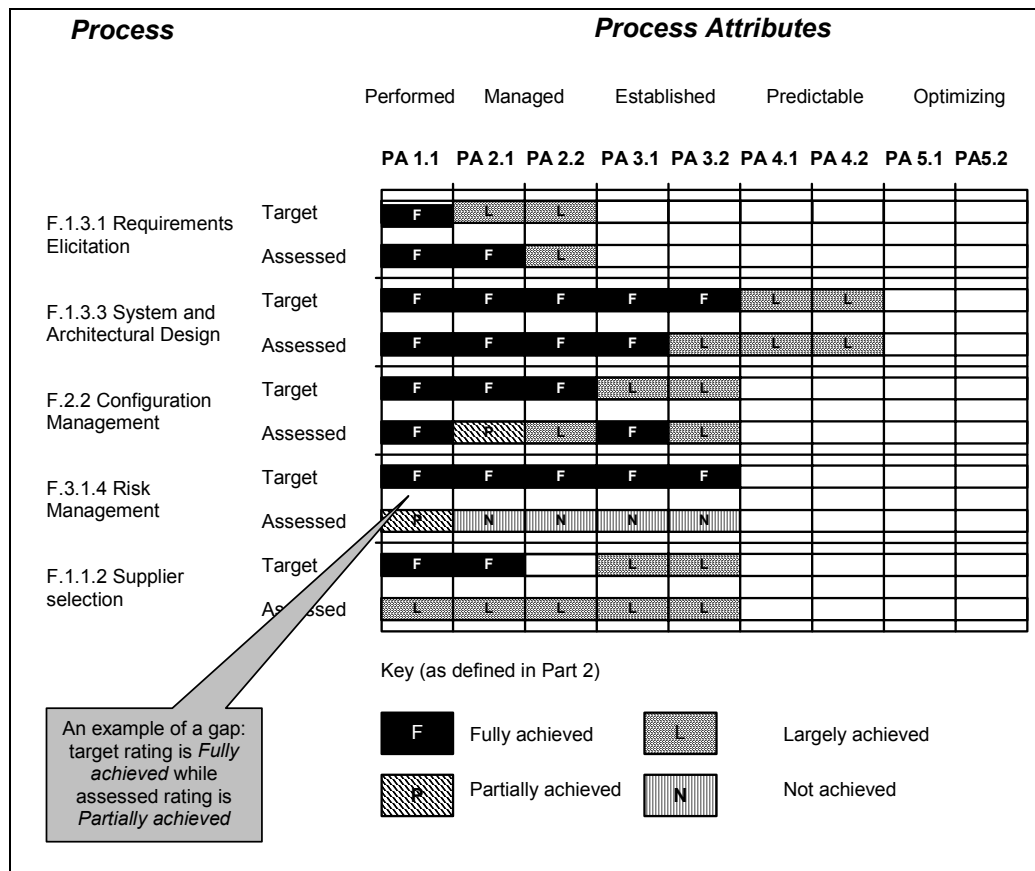 Process
Process Attributes
Performed Managed Established Predictable Optimizing
PA 1.1 PA 2.1 PA 2.2 PA 3.1 PA 3.2 PA 4.1 PA 4.2 PA 5.1 PA5.2
F.1.3.1 Requirements
Elicitation
Target F L L
Assessed F F L
F.1.3.3 System and
Architectural Design
Target F F F F F L L
Assessed F F F F L L L
F.2.2 Configuration
Management
Target F F F L L
Assessed F P L F L
F.3.1.4 Risk
Management
Target F F F F F
Assessed P N N N N
F.1.1.2 Supplier
selection
Target F F L L
Assessed L L L L L
Key (as defined in Part 2)
F Fully achieved L Largely achieved
P Partially achieved N Not achieved
An example of a gap:
target rating is Fully
achieved while
assessed rating is
Partially achieved